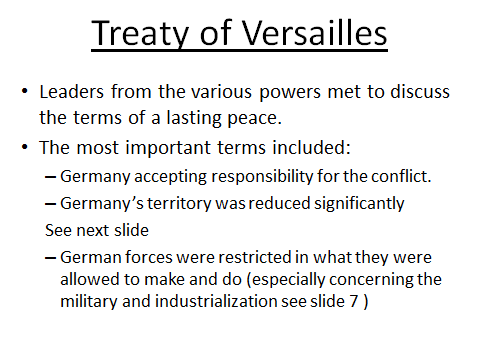 Treaty of Versailles
• Leaders from the various powers met to discuss
the terms of a lasting peace.
• The most important terms included:
– Germany accepting responsibility for the conflict.
– Germany’s territory was reduced significantly
See next slide
– German forces were restricted in what they were
allowed to make and do (especially concerning the
military and industrialization see slide 7 )